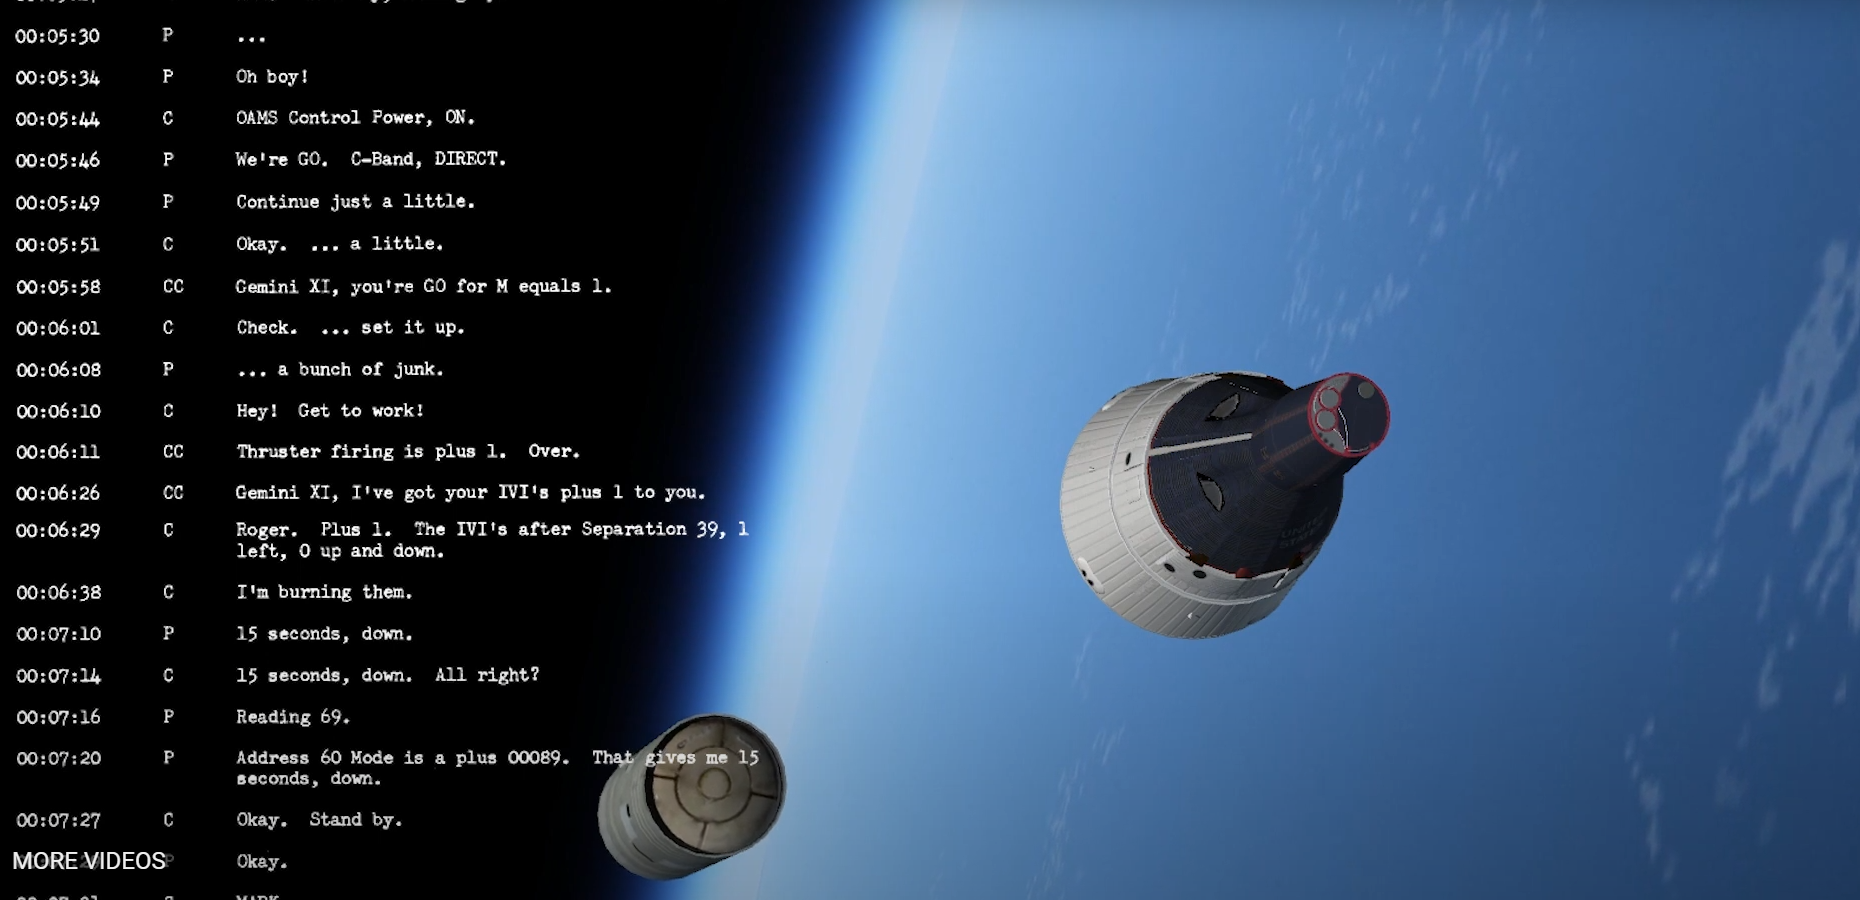 00:05:30 P ...
00:05:34 P Oh boy!
00:05:44 C OAMS Control Power, ON.
00:05:46 P We're GO. C-Band, DIRECT.
00:05:49 P Continue just a little.
00:05:51 C Okay. ... a little.
00:05:58 CC Gemini XI, you're GO for M equals 1.
00:06:01 C Check. ... set it up.
00:06:08 P ... a bunch of junk.
00:06:10 C Hey! Get to work!
00:06:11 CC Thruster firing is plus 1. Over.
00:06:26 CC Gemini XI, I've got your IVI's plus 1 to you.
00:06:29 C Roger. Plus 1. The IVI's after Separation 39, 1
left, 0 up and down.
00:06:38 C I'm burning them.
00:07:10 P 15 seconds, down.
00:07:14 C 15 seconds, down. All right?
00:07:16 P Reading 69.
00:07:20 P Address 60 Mode is a plus 00089. That gives me 15
seconds, down.
00:07:27 C Okay. Stand by.
MORE VIDEOS P Okay.
MARK
UNITED
STATES